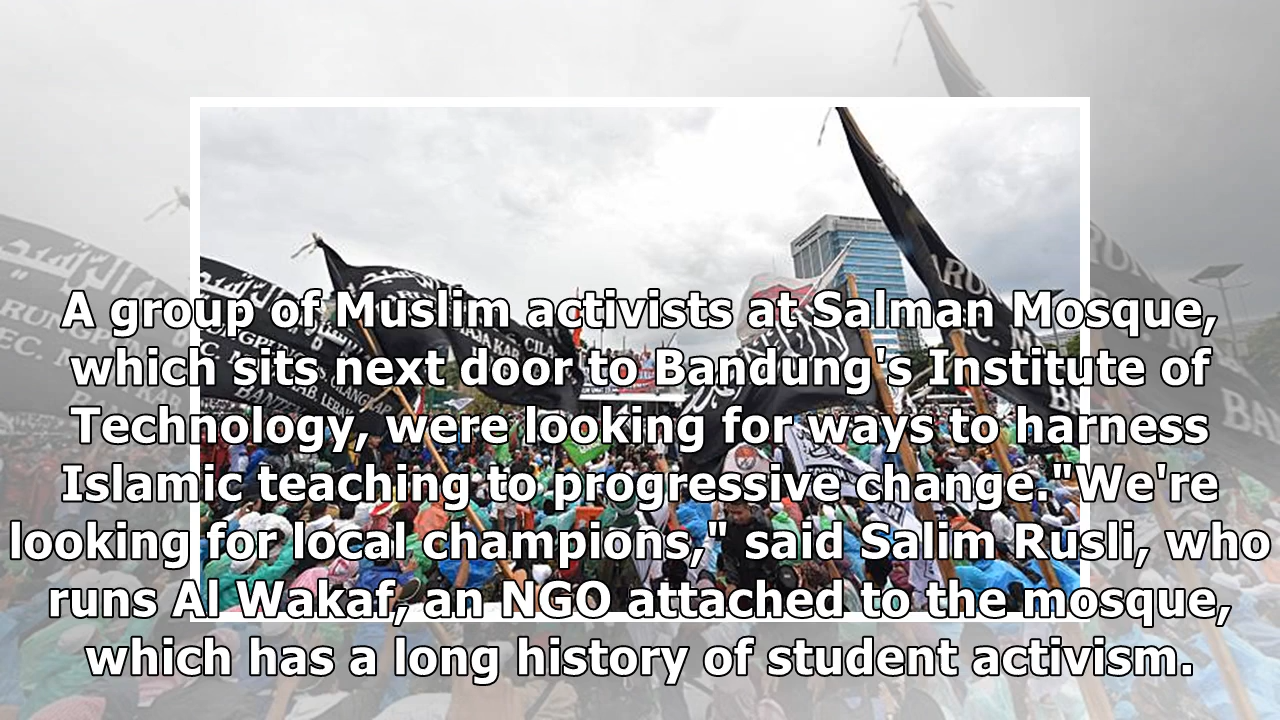 A group of Muslim activists at Salman Mosque,
which sits next door to Bandung's Institute of
Technology, were looking for ways to harness
Islamic teaching to progressive change."We're
looking for local champions," said Salim Rusli, who
runs Al Wakaf, an NGO attached to the mosque,
which has a long history of student activism.